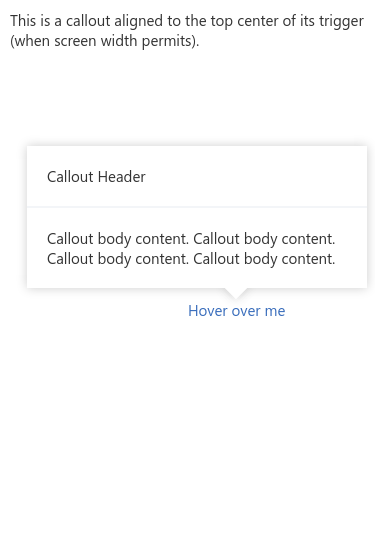 This is a callout aligned to the top center of its trigger
(when screen width permits).
Callout Header
Callout body content. Callout body content.
Callout body content. Callout body content.
Hover over me